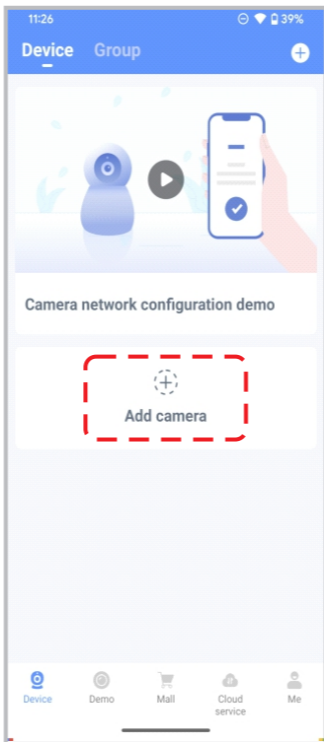 11:26
39%
Device Group
Camera network configuration demo
Add camera
Device Demo Mall Cloud service Me